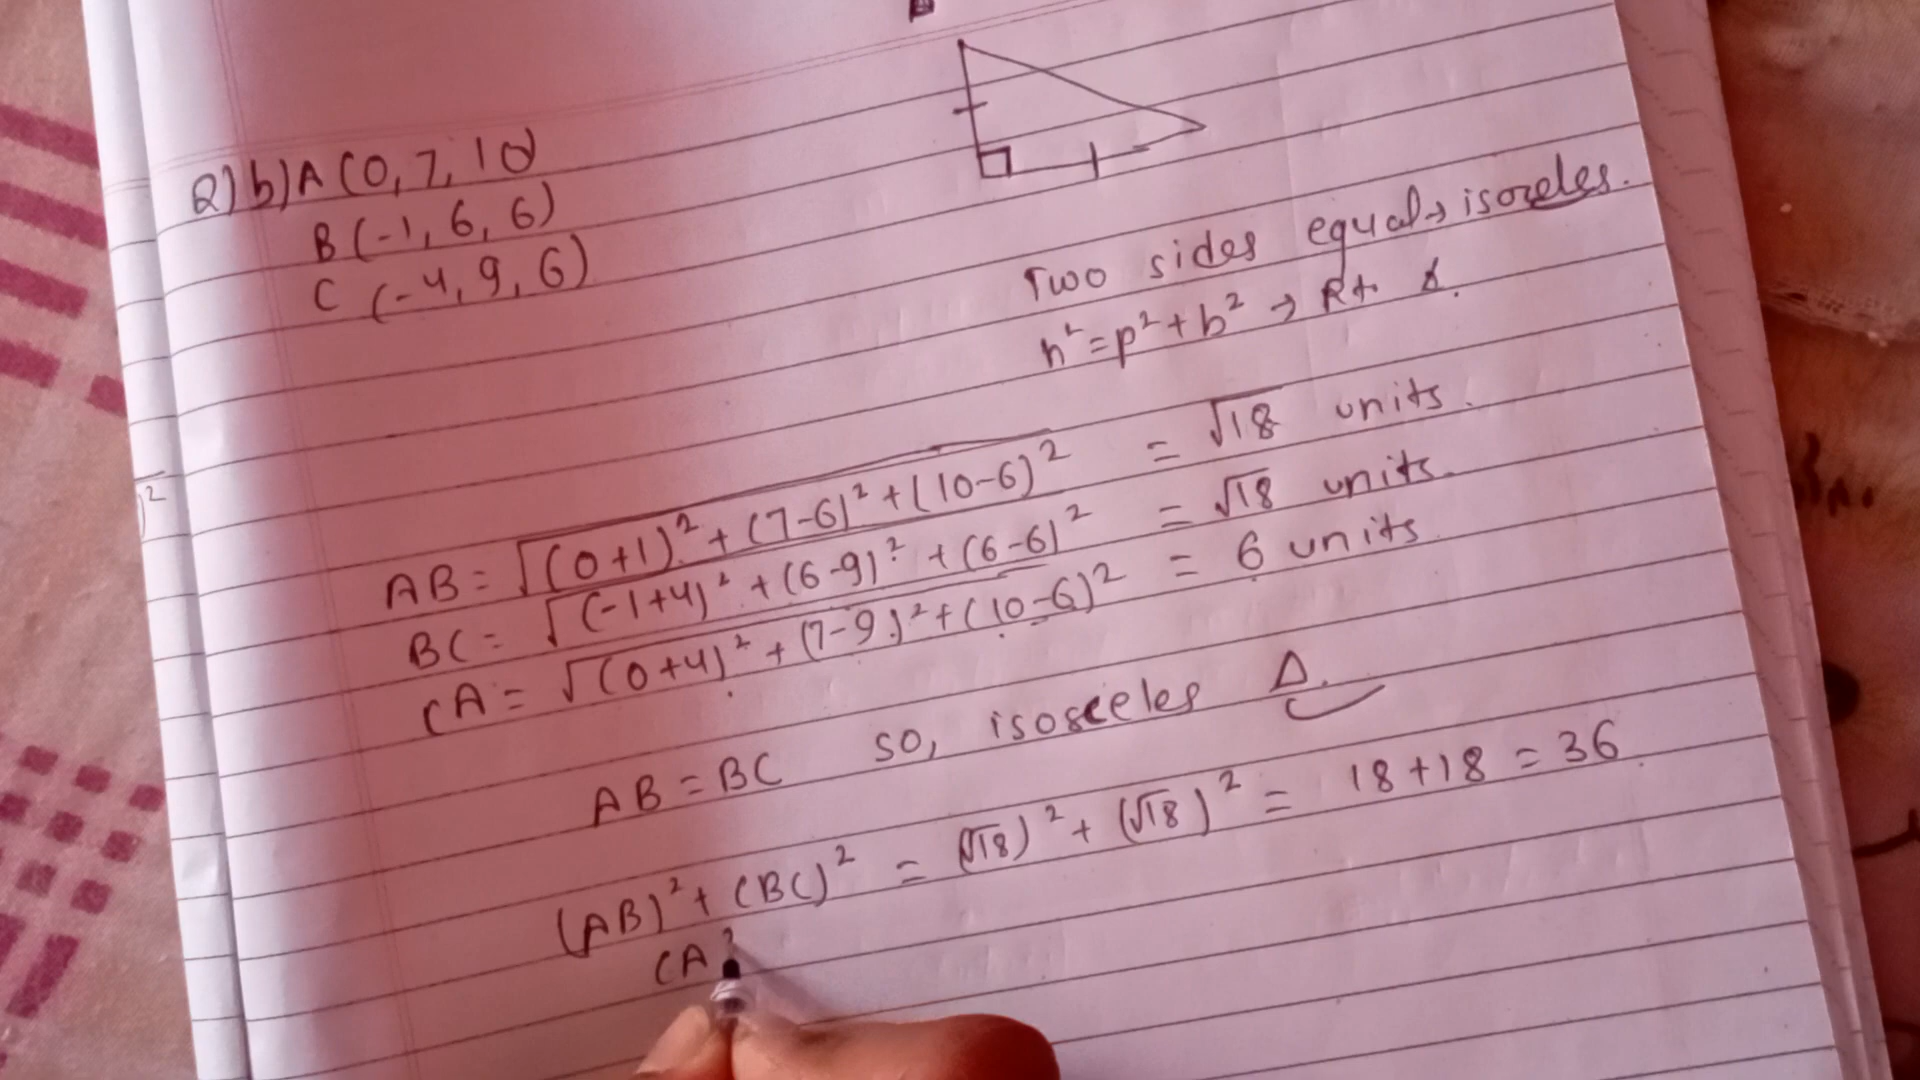 2) b) A (0, 7, 10)
B (-1, 6, 6)
C (-4, 9, 6)
Two sides equal → isoceles.
h² = p² + b² → Rt Δ.
)²
AB = √(0+1)² + (7-6)² + (10-6)² = √18 units.
BC = √(-1+4)² + (6-9)² + (6-6)² = √18 units.
CA = √(0+4)² + (7-9)² + (10-6)² = 6 units.
AB = BC so, isosceles Δ.
(AB)² + (BC)² = (√18)² + (√18)² = 18+18 = 36.
CA²